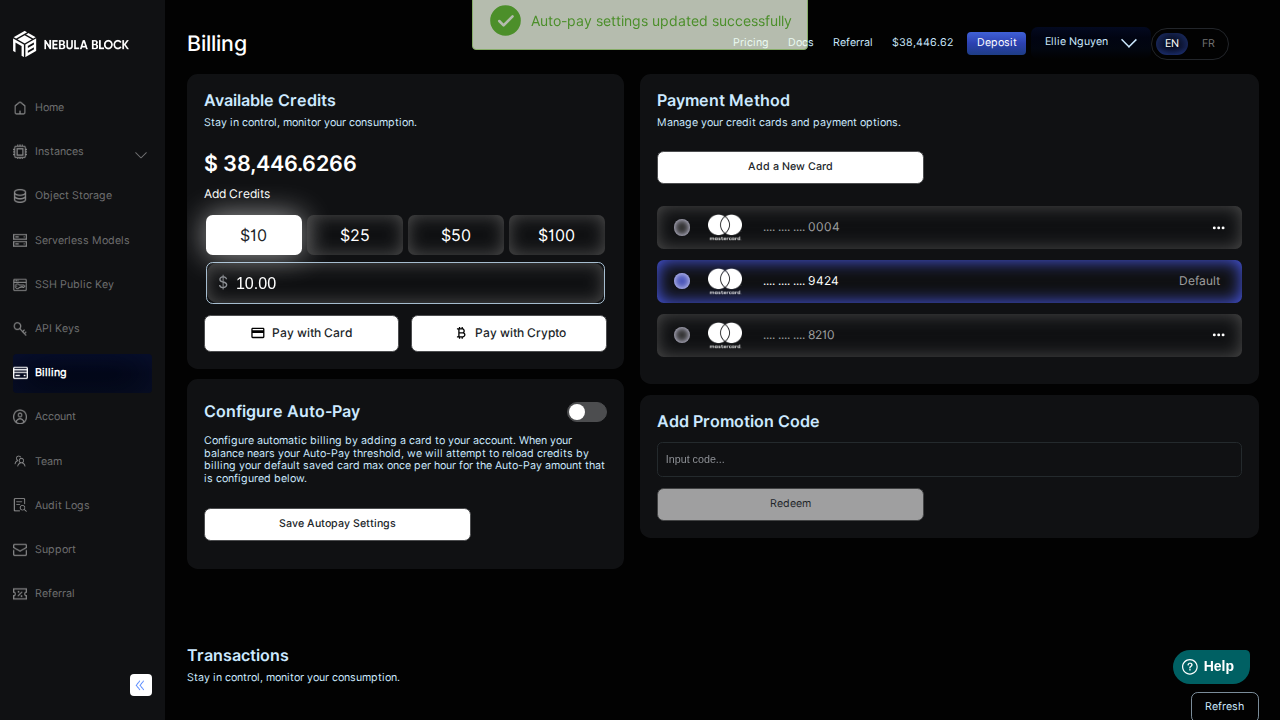 Auto-pay settings updated successfully
NEBULA BLOCK
Billing
Pricing
Docs
Referral
$38,446.62
Deposit
Ellie Nguyen
EN
FR
Home
Instances
Object Storage
Serverless Models
SSH Public Key
API Keys
Billing
Account
Team
Audit Logs
Support
Referral
Available Credits
Stay in control, monitor your consumption.
$ 38,446.6266
Add Credits
$10
$25
$50
$100
$ 10.00
Pay with Card
Pay with Crypto
Configure Auto-Pay
Configure automatic billing by adding a card to your account. When your
balance nears your Auto-Pay threshold, we will attempt to reload credits by
billing your default saved card max once per hour for the Auto-Pay amount that
is configured below.
Save Autopay Settings
Payment Method
Manage your credit cards and payment options.
Add a New Card
mastercard
.... .... .... 0004
mastercard
.... .... .... 9424
Default
mastercard
.... .... .... 8210
Add Promotion Code
Input code...
Redeem
Transactions
Stay in control, monitor your consumption.
Help
Refresh